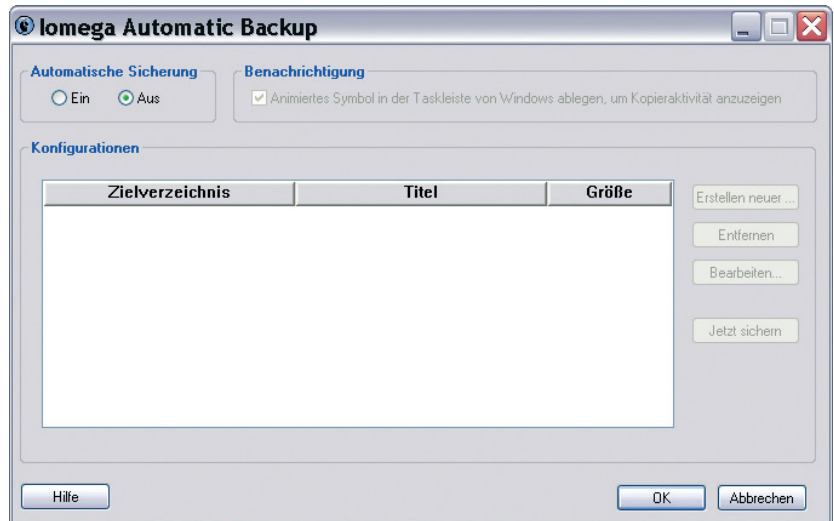 Iomega Automatic Backup
Automatische Sicherung
Benachrichtigung
Ein
Aus
Animiertes Symbol in der Taskleiste von Windows ablegen, um Kopieraktivität anzuzeigen
Konfigurationen
Zielverzeichnis
Titel
Größe
Erstellen neuer ...
Entfernen
Bearbeiten...
Jetzt sichern
Hilfe
OK
Abbrechen